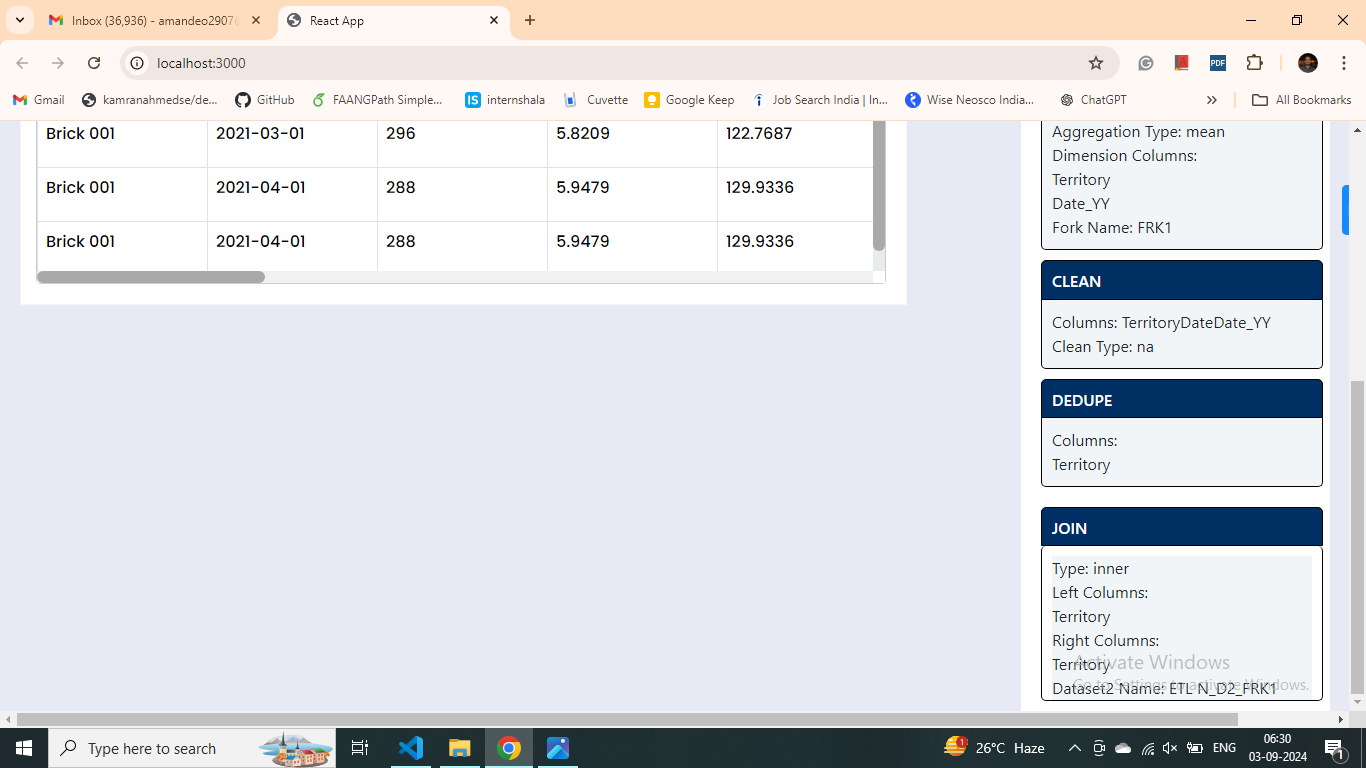 Inbox (36,936) - amandeo2907
React App
localhost:3000
Gmail
kamranahmedse/de...
GitHub
FAANGPath Simple...
internshala
Cuvette
Google Keep
Job Search India | In...
Wise Neosco India...
ChatGPT
All Bookmarks
Brick 001 2021-03-01 296 5.8209 122.7687
Brick 001 2021-04-01 288 5.9479 129.9336
Brick 001 2021-04-01 288 5.9479 129.9336
Aggregation Type: mean
Dimension Columns:
Territory
Date_YY
Fork Name: FRK1
CLEAN
Columns: TerritoryDateDate_YY
Clean Type: na
DEDUPE
Columns:
Territory
JOIN
Type: inner
Left Columns:
Territory
Right Columns:
Territory
Dataset2 Name: ETL N_D2_FRK1
Activate Windows
Go to Settings to activate Windows.
Type here to search
26°C Haze
ENG
06:30
03-09-2024